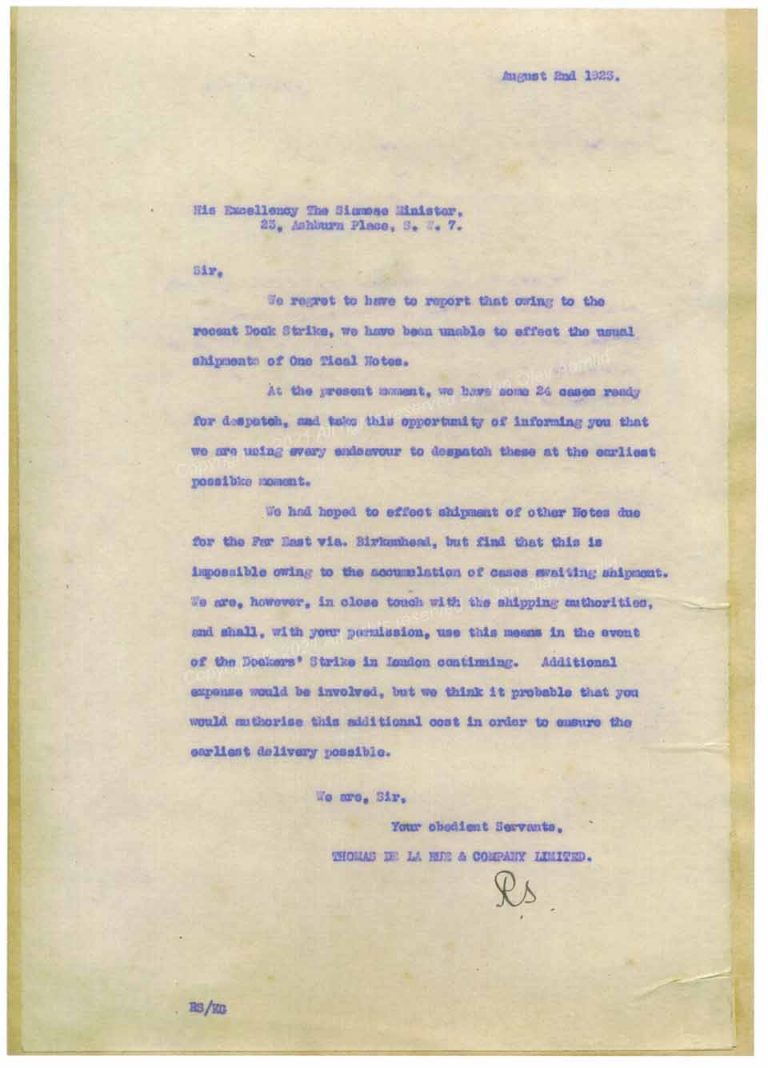 August 2nd 1923.
His Excellency The Siamese Minister,
23, Ashburn Place, S. W. 7.
Sir,
We regret to have to report that owing to the
recent Dock Strike, we have been unable to effect the usual
shipments of One Tical Notes.
At the present moment, we have some 24 cases ready
for despatch, and take this opportunity of informing you that
we are using every endeavour to despatch these at the earliest
possibke moment.
We had hoped to effect shipment of other Notes due
for the Far East via. Birkenhead, but find that this is
impossible owing to the accumulation of cases awaiting shipment.
We are, however, in close touch with the shipping authorities,
and shall, with your permission, use this means in the event
of the Dockers' Strike in London continuing. Additional
expense would be involved, but we think it probable that you
would authorise this additional cost in order to ensure the
earliest delivery possible.
We are, Sir,
Your obedient Servants,
THOMAS DE LA RUE & COMPANY LIMITED.
RS
RS/KG